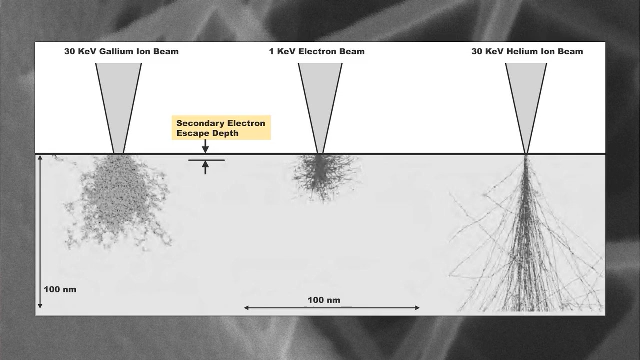 30 KeV Gallium Ion Beam
1 KeV Electron Beam
30 KeV Helium Ion Beam
Secondary Electron
Escape Depth
100 nm
100 nm